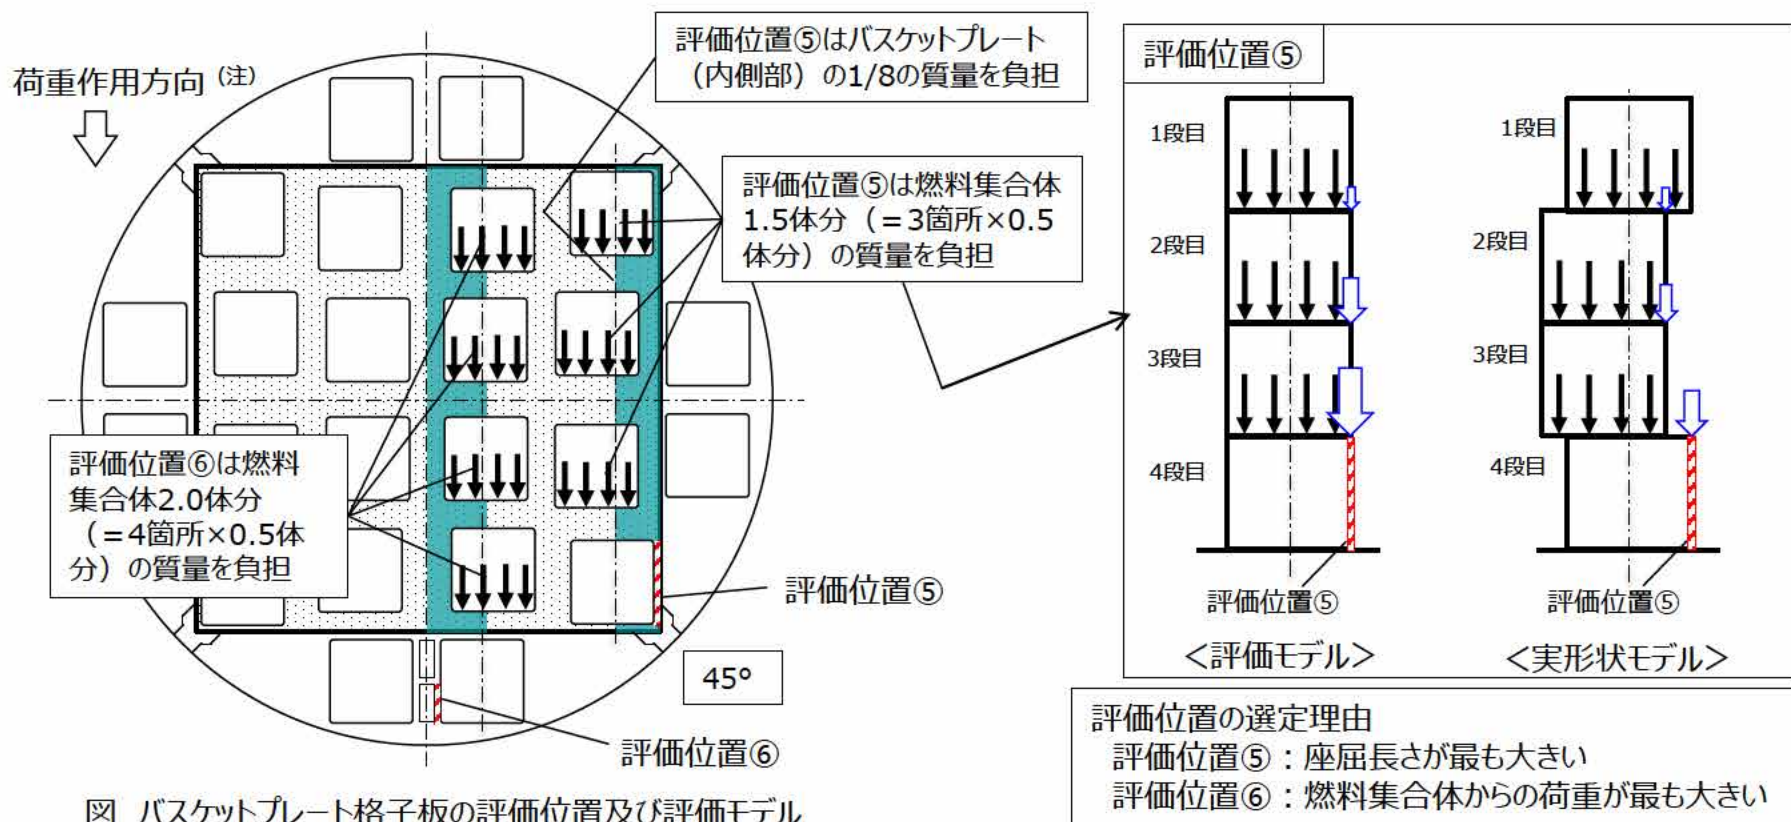 荷重作用方向（注）
評価位置⑤はバスケットプレート
（内側部）の1/8の質量を負担
評価位置⑤は燃料集合体
1.5体分（＝3箇所×0.5
体分）の質量を負担
評価位置⑥は燃料
集合体2.0体分
（＝4箇所×0.5体
分）の質量を負担
評価位置⑤
45°
評価位置⑥
図 バスケットプレート格子板の評価位置及び評価モデル
評価位置⑤
1段目
2段目
3段目
4段目
評価位置⑤
＜評価モデル＞
1段目
2段目
3段目
4段目
評価位置⑤
＜実形状モデル＞
評価位置の選定理由
評価位置⑤：座屈長さが最も大きい
評価位置⑥：燃料集合体からの荷重が最も大きい